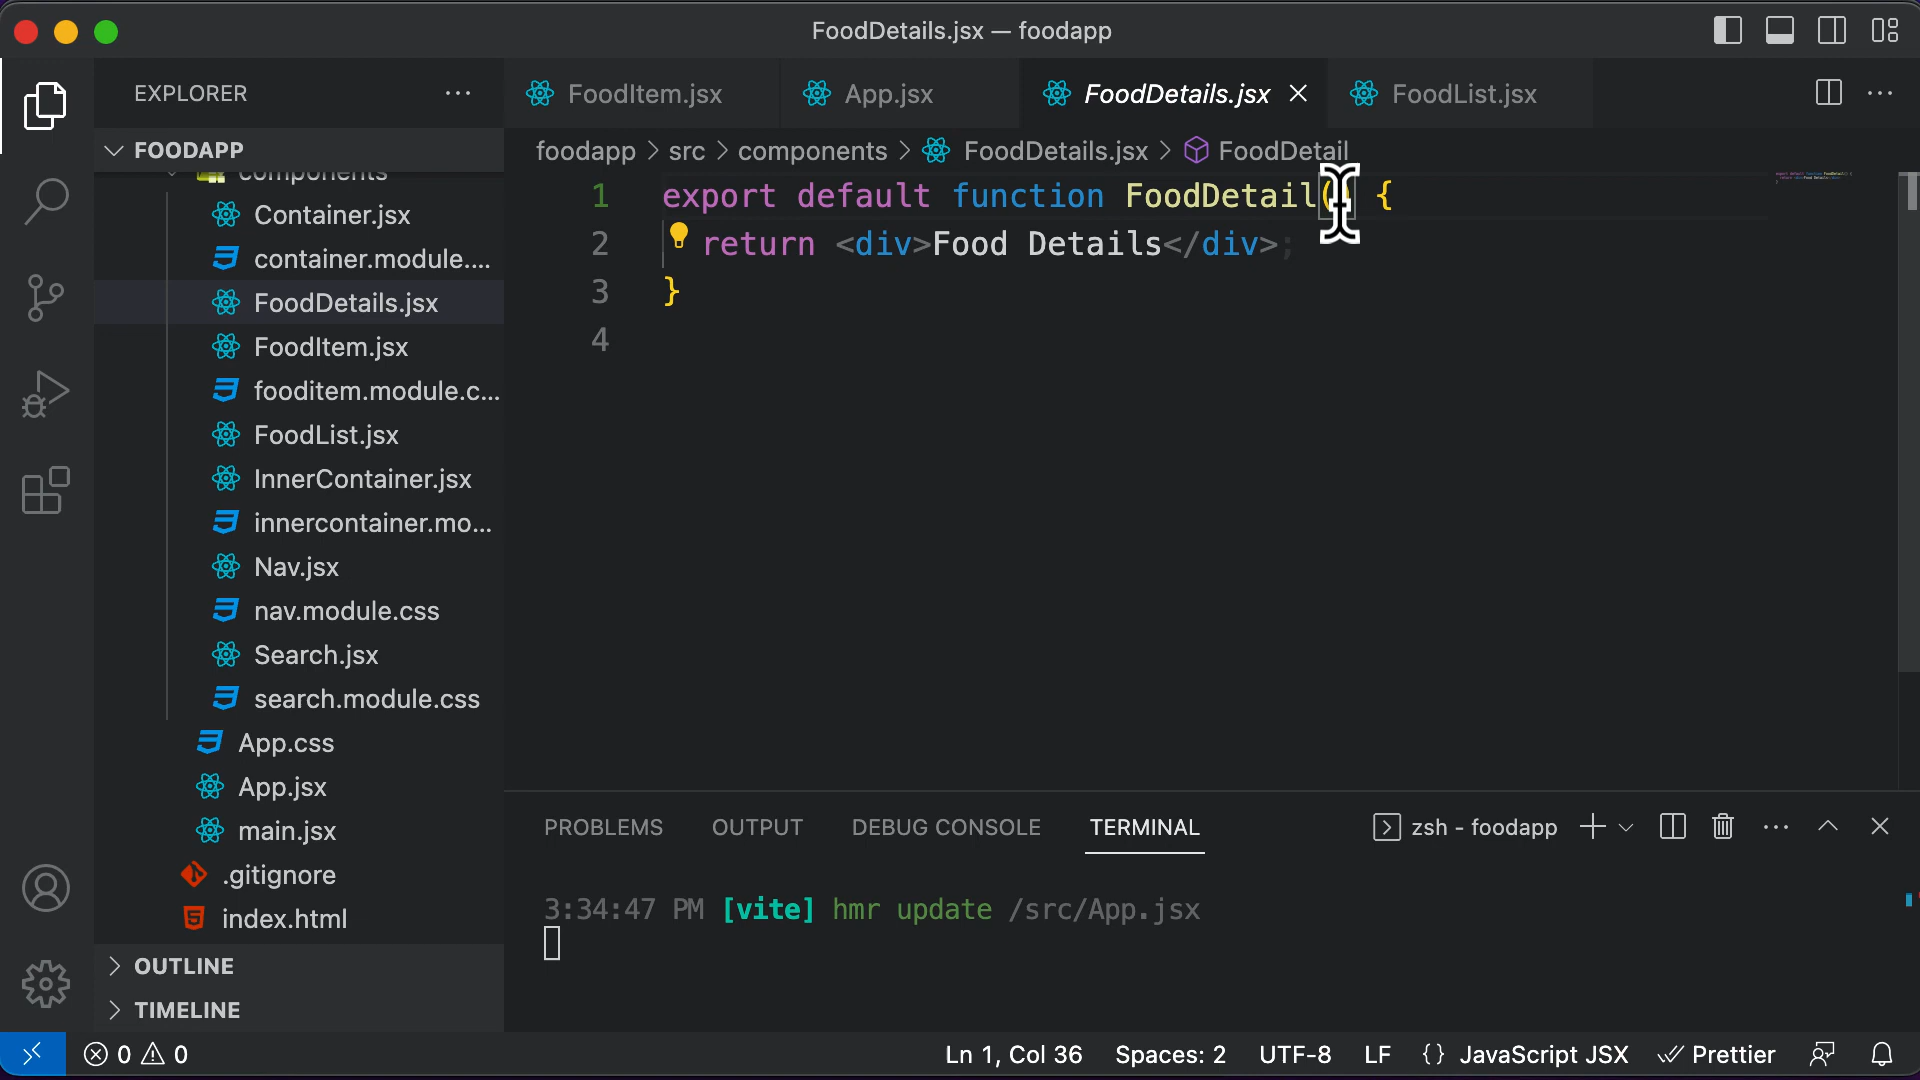 FoodDetails.jsx — foodapp
EXPLORER
FoodItem.jsx
App.jsx
FoodDetails.jsx
FoodList.jsx
FOODAPP
foodapp > src > components > FoodDetails.jsx > FoodDetail
components
Container.jsx
container.module....
FoodDetails.jsx
FoodItem.jsx
fooditem.module.c...
FoodList.jsx
InnerContainer.jsx
innercontainer.mo...
Nav.jsx
nav.module.css
Search.jsx
search.module.css
App.css
App.jsx
main.jsx
.gitignore
index.html
OUTLINE
TIMELINE
1 export default function FoodDetail() {
2 return <div>Food Details</div>;
3 }
4
PROBLEMS OUTPUT DEBUG CONSOLE TERMINAL
zsh - foodapp
3:34:47 PM [vite] hmr update /src/App.jsx
0 0
Ln 1, Col 36 Spaces: 2 UTF-8 LF {} JavaScript JSX Prettier